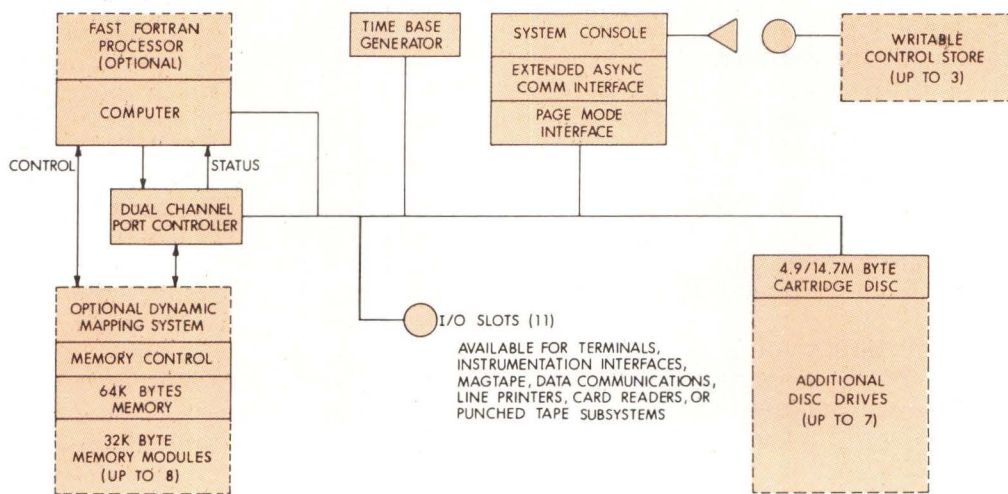 FAST FORTRAN
PROCESSOR
(OPTIONAL)
COMPUTER
CONTROL
STATUS
DUAL CHANNEL
PORT CONTROLLER
OPTIONAL DYNAMIC
MAPPING SYSTEM
MEMORY CONTROL
64K BYTES
MEMORY
32K BYTE
MEMORY MODULES
(UP TO 8)
TIME BASE
GENERATOR
SYSTEM CONSOLE
EXTENDED ASYNC
COMM INTERFACE
PAGE MODE
INTERFACE
WRITABLE
CONTROL STORE
(UP TO 3)
I/O SLOTS (11)
AVAILABLE FOR TERMINALS,
INSTRUMENTATION INTERFACES,
MAGTAPE, DATA COMMUNICATIONS,
LINE PRINTERS, CARD READERS, OR
PUNCHED TAPE SUBSYSTEMS
4.9/14.7M BYTE
CARTRIDGE DISC
ADDITIONAL
DISC DRIVES
(UP TO 7)